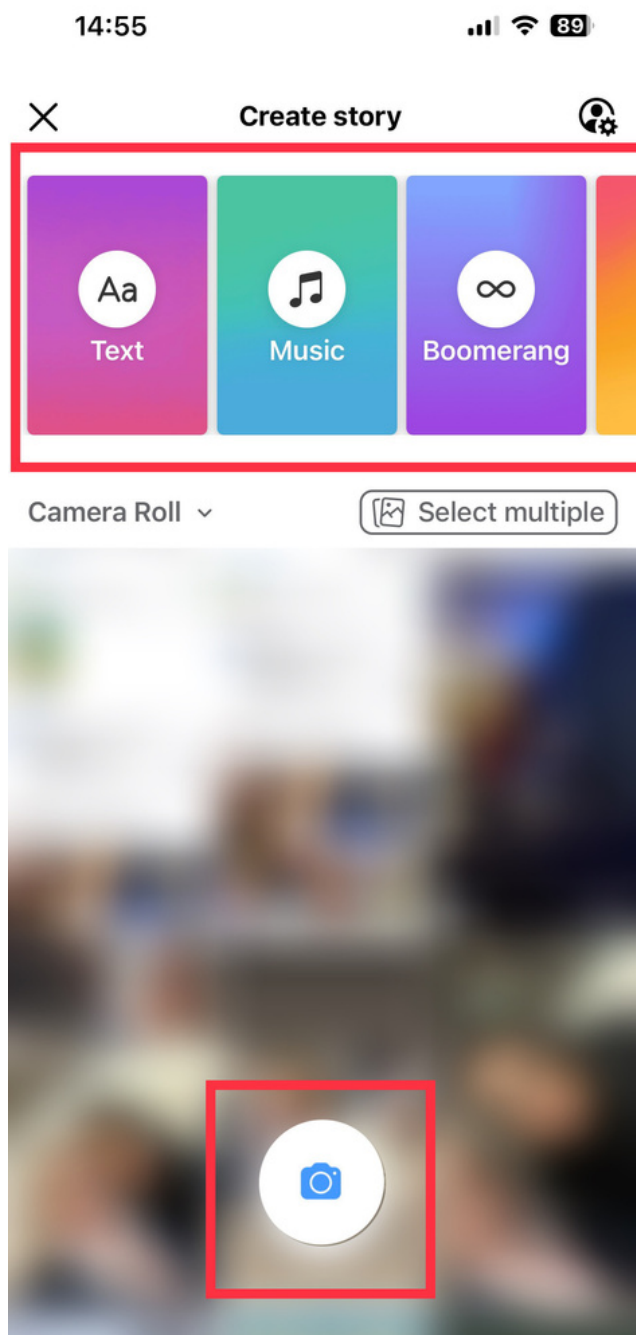 14:55
89
Create story
Aa
Text
Music
Boomerang
Camera Roll
Select multiple